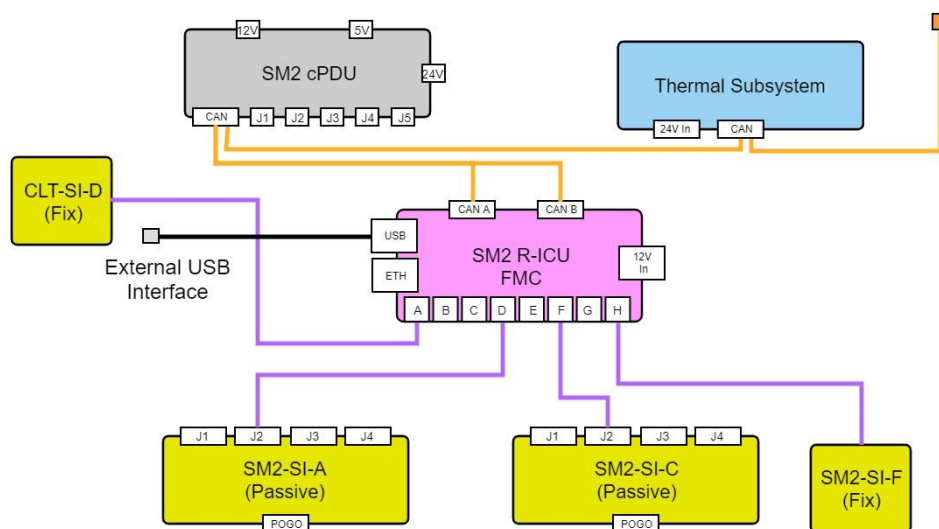 12V
5V
SM2 cPDU
24V
CAN
J1
J2
J3
J4
J5
Thermal Subsystem
24V In
CAN
CLT-SI-D
(Fix)
External USB
Interface
CAN A
CAN B
USB
ETH
SM2 R-ICU
FMC
12V
In
A
B
C
D
E
F
G
H
J1
J2
J3
J4
SM2-SI-A
(Passive)
POGO
J1
J2
J3
J4
SM2-SI-C
(Passive)
POGO
SM2-SI-F
(Fix)